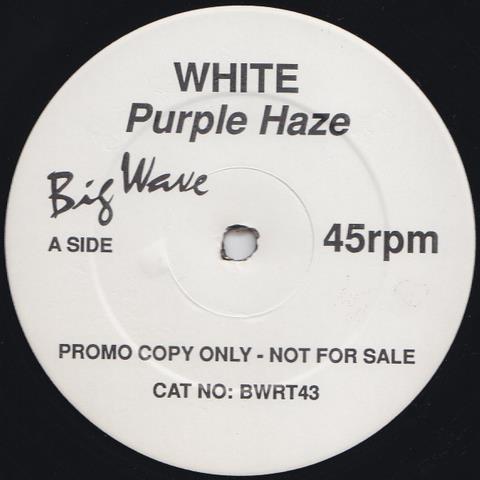 WHITE
Purple Haze
Big Wave
A SIDE
45rpm
PROMO COPY ONLY - NOT FOR SALE
CAT NO: BWRT43